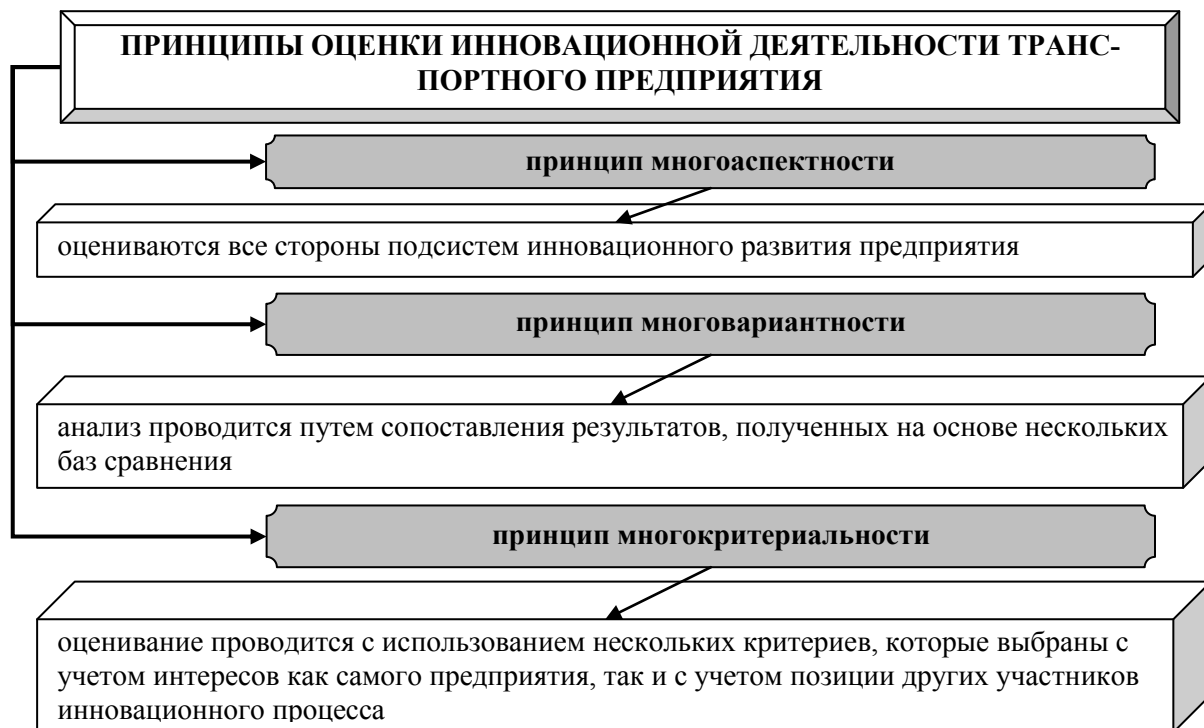 ПРИНЦИПЫ ОЦЕНКИ ИННОВАЦИОННОЙ ДЕЯТЕЛЬНОСТИ ТРАНС-
ПОРТНОГО ПРЕДПРИЯТИЯ
принцип многоаспектности
оцениваются все стороны подсистем инновационного развития предприятия
принцип многовариантности
анализ проводится путем сопоставления результатов, полученных на основе нескольких
баз сравнения
принцип многокритериальности
оценивание проводится с использованием нескольких критериев, которые выбраны с
учетом интересов как самого предприятия, так и с учетом позиции других участников
инновационного процесса